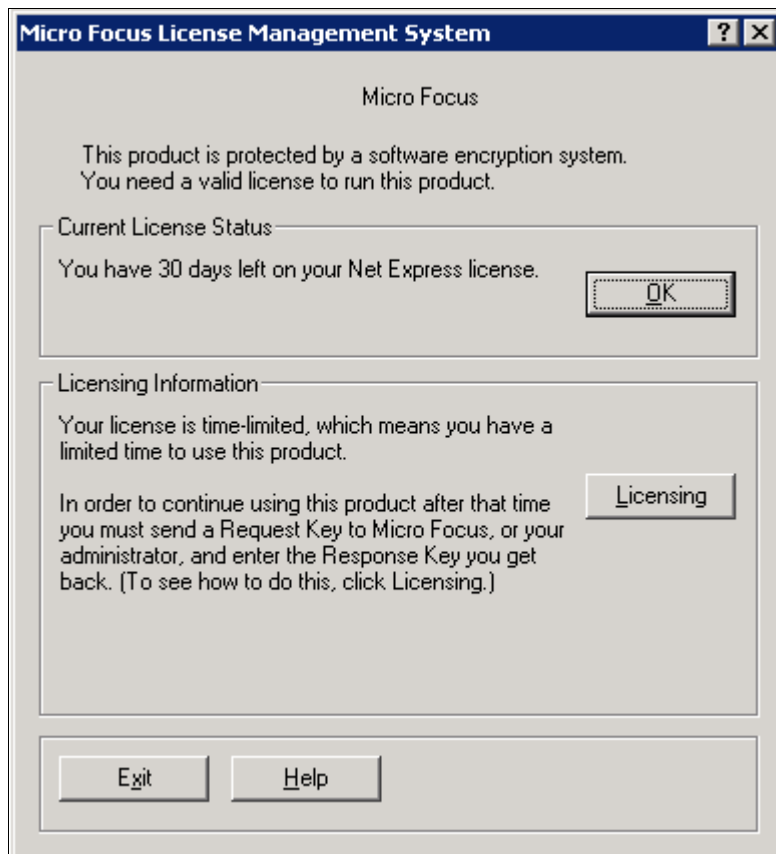 Micro Focus License Management System
Micro Focus
This product is protected by a software encryption system.
You need a valid license to run this product.
Current License Status
You have 30 days left on your Net Express license.
OK
Licensing Information
Your license is time-limited, which means you have a
limited time to use this product.
In order to continue using this product after that time
you must send a Request Key to Micro Focus, or your
administrator, and enter the Response Key you get
back. (To see how to do this, click Licensing.)
Licensing
Exit
Help